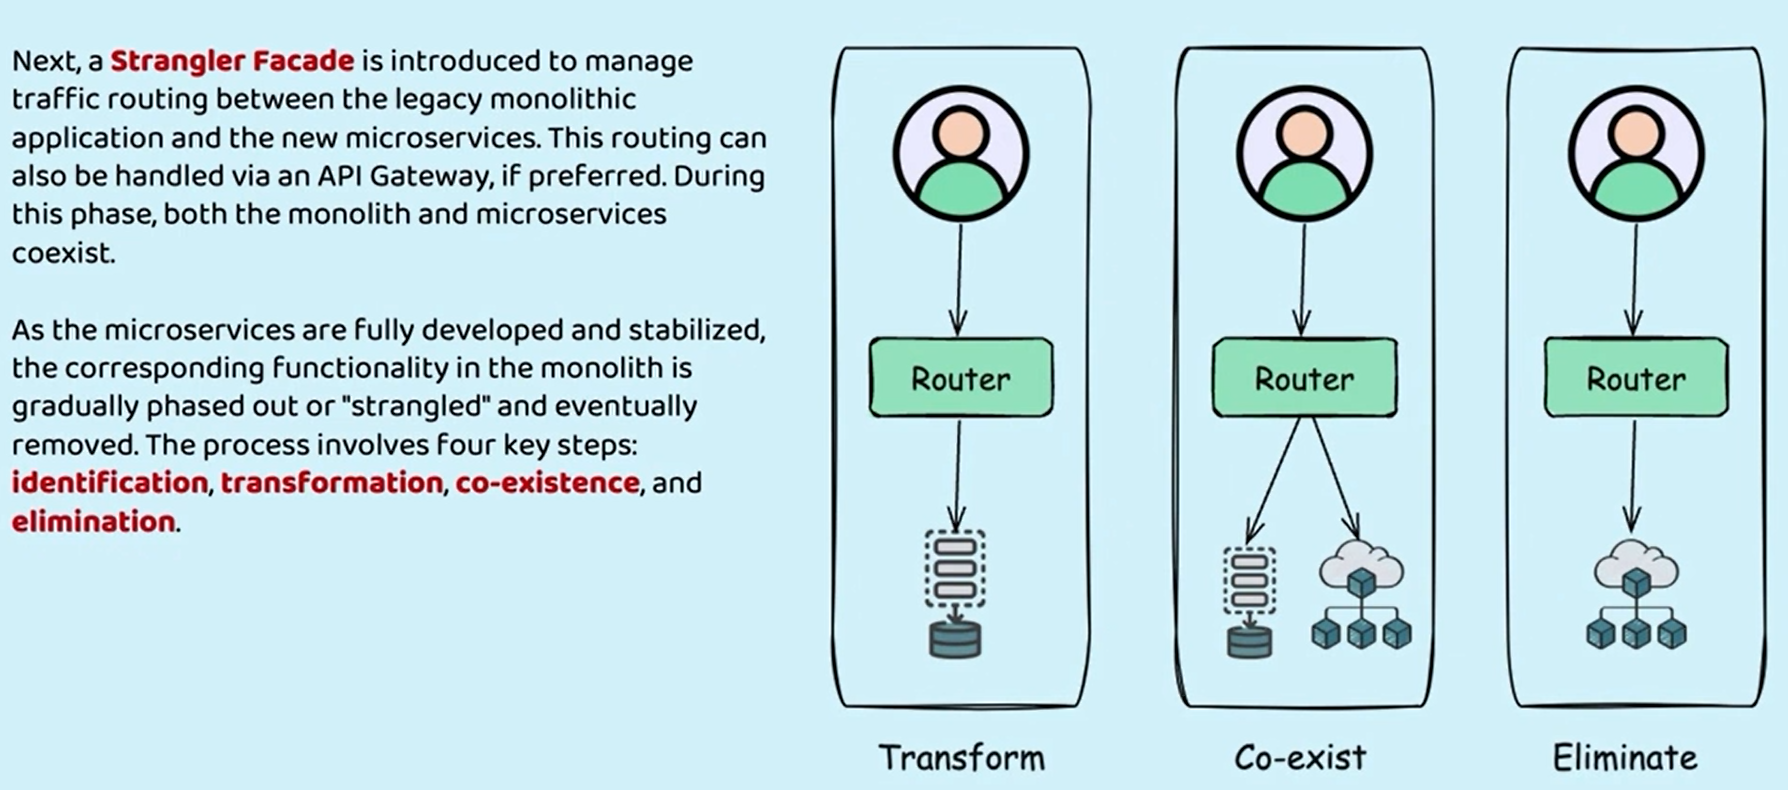 Next, a Strangler Facade is introduced to manage
traffic routing between the legacy monolithic
application and the new microservices. This routing can
also be handled via an API Gateway, if preferred. During
this phase, both the monolith and microservices
coexist.
As the microservices are fully developed and stabilized,
the corresponding functionality in the monolith is
gradually phased out or "strangled" and eventually
removed. The process involves four key steps:
identification, transformation, co-existence, and
elimination.
Router
Router
Router
Transform
Co-exist
Eliminate